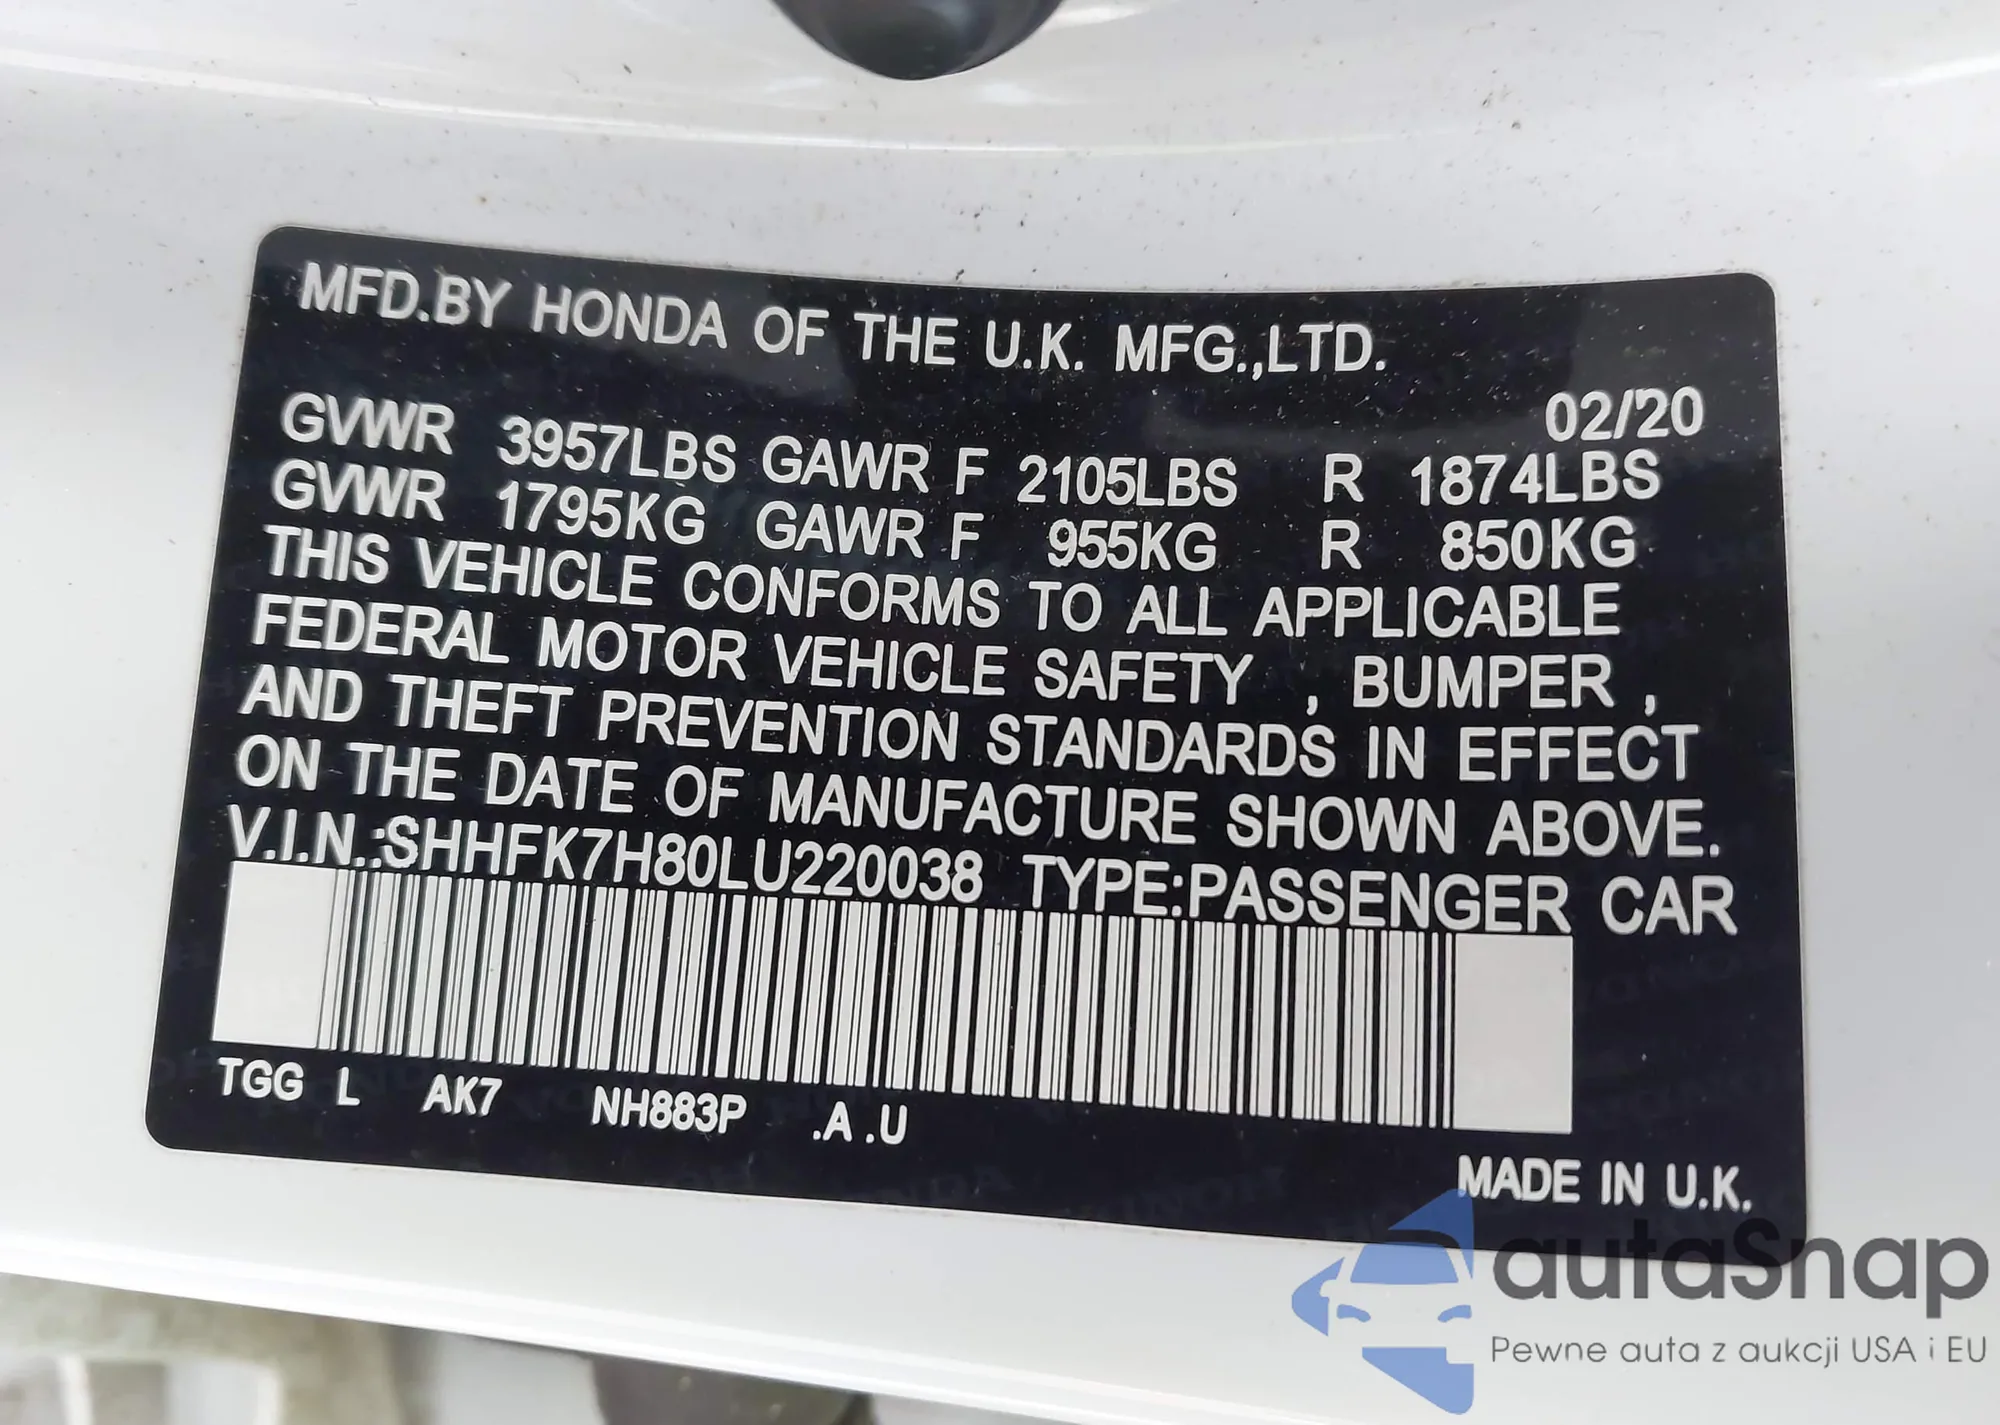 MFD.BY HONDA OF THE U.K. MFG.,LTD.
02/20
GVWR 3957LBS GAWR F 2105LBS R 1874LBS
GVWR 1795KG GAWR F 955KG R 850KG
THIS VEHICLE CONFORMS TO ALL APPLICABLE
FEDERAL MOTOR VEHICLE SAFETY , BUMPER ,
AND THEFT PREVENTION STANDARDS IN EFFECT
ON THE DATE OF MANUFACTURE SHOWN ABOVE.
V.I.N.:SHHFK7H80LU220038 TYPE:PASSENGER CAR
TGG L AK7 NH883P .A .U
MADE IN U.K.
autaSnap
Pewne auta z aukcji USA i EU